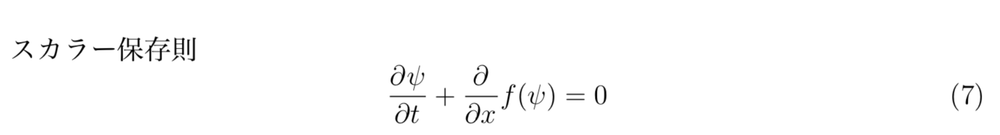 スカラー保存則
∂ψ/∂t + ∂/∂x f(ψ) = 0 (7)